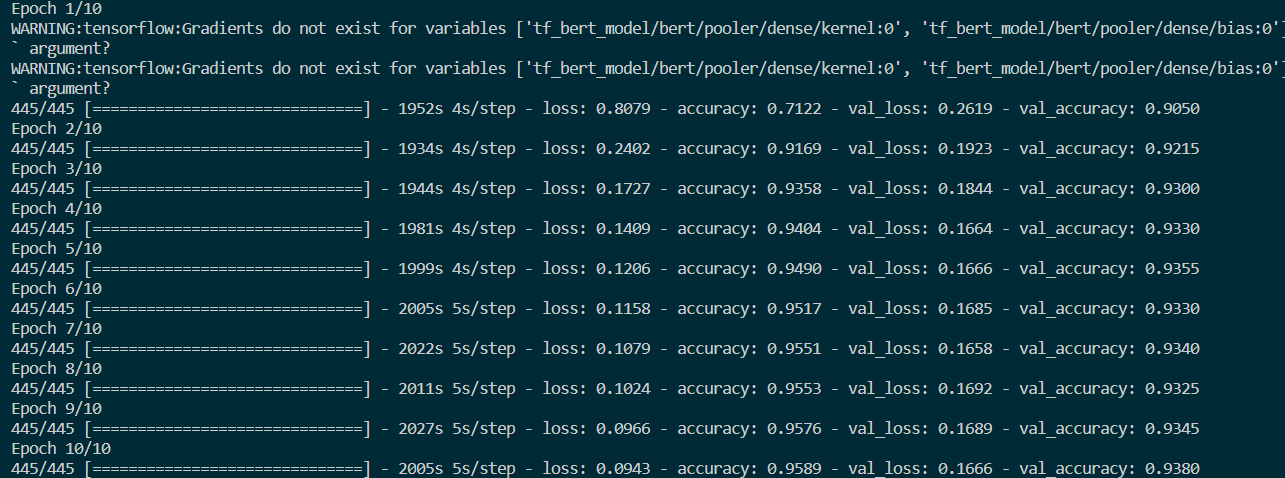 Epoch 1/10
WARNING:tensorflow:Gradients do not exist for variables ['tf_bert_model/bert/pooler/dense/kernel:0', 'tf_bert_model/bert/pooler/dense/bias:0']
` argument?
WARNING:tensorflow:Gradients do not exist for variables ['tf_bert_model/bert/pooler/dense/kernel:0', 'tf_bert_model/bert/pooler/dense/bias:0']
` argument?
445/445 [==============================] - 1952s 4s/step - loss: 0.8079 - accuracy: 0.7122 - val_loss: 0.2619 - val_accuracy: 0.9050
Epoch 2/10
445/445 [==============================] - 1934s 4s/step - loss: 0.2402 - accuracy: 0.9169 - val_loss: 0.1923 - val_accuracy: 0.9215
Epoch 3/10
445/445 [==============================] - 1944s 4s/step - loss: 0.1727 - accuracy: 0.9358 - val_loss: 0.1844 - val_accuracy: 0.9300
Epoch 4/10
445/445 [==============================] - 1981s 4s/step - loss: 0.1409 - accuracy: 0.9404 - val_loss: 0.1664 - val_accuracy: 0.9330
Epoch 5/10
445/445 [==============================] - 1999s 4s/step - loss: 0.1206 - accuracy: 0.9490 - val_loss: 0.1666 - val_accuracy: 0.9355
Epoch 6/10
445/445 [==============================] - 2005s 5s/step - loss: 0.1158 - accuracy: 0.9517 - val_loss: 0.1685 - val_accuracy: 0.9330
Epoch 7/10
445/445 [==============================] - 2022s 5s/step - loss: 0.1079 - accuracy: 0.9551 - val_loss: 0.1658 - val_accuracy: 0.9340
Epoch 8/10
445/445 [==============================] - 2011s 5s/step - loss: 0.1024 - accuracy: 0.9553 - val_loss: 0.1692 - val_accuracy: 0.9325
Epoch 9/10
445/445 [==============================] - 2027s 5s/step - loss: 0.0966 - accuracy: 0.9576 - val_loss: 0.1689 - val_accuracy: 0.9345
Epoch 10/10
445/445 [==============================] - 2005s 5s/step - loss: 0.0943 - accuracy: 0.9589 - val_loss: 0.1666 - val_accuracy: 0.9380